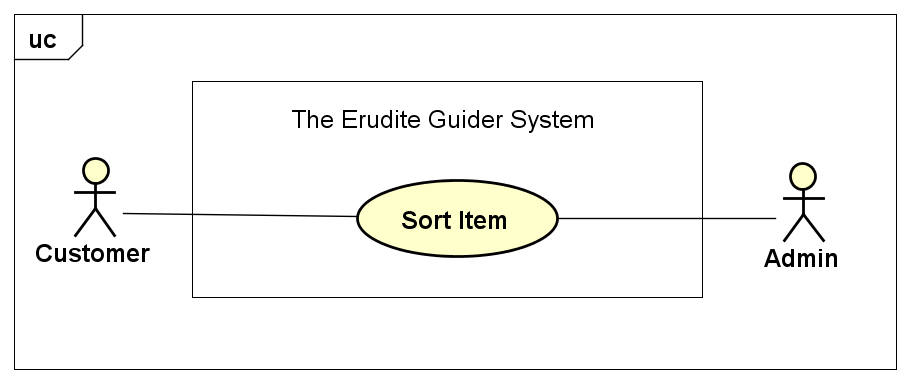 uc
The Erudite Guider System
Sort Item
Customer
Admin